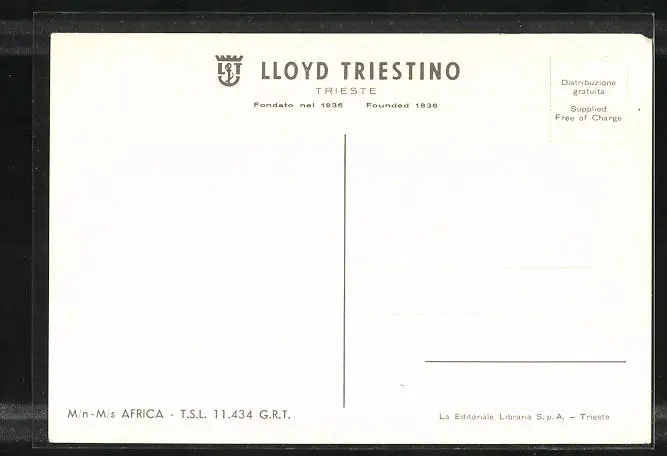 LT LLOYD TRIESTINO
TRIESTE
Fondato nel 1836 Founded 1836
Distribuzione
gratuita
Supplied
Free of Charge
M/n-M/s AFRICA - T.S.L. 11.434 G.R.T.
La Editoriale Libraria S.p.A. – Trieste